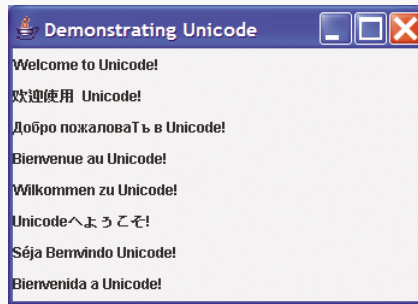 Demonstrating Unicode
Welcome to Unicode!
欢迎使用 Unicode!
Добро пожаловаТъ в Unicode!
Bienvenue au Unicode!
Wilkommen zu Unicode!
Unicodeへようこそ!
Séja Bemvindo Unicode!
Bienvenida a Unicode!